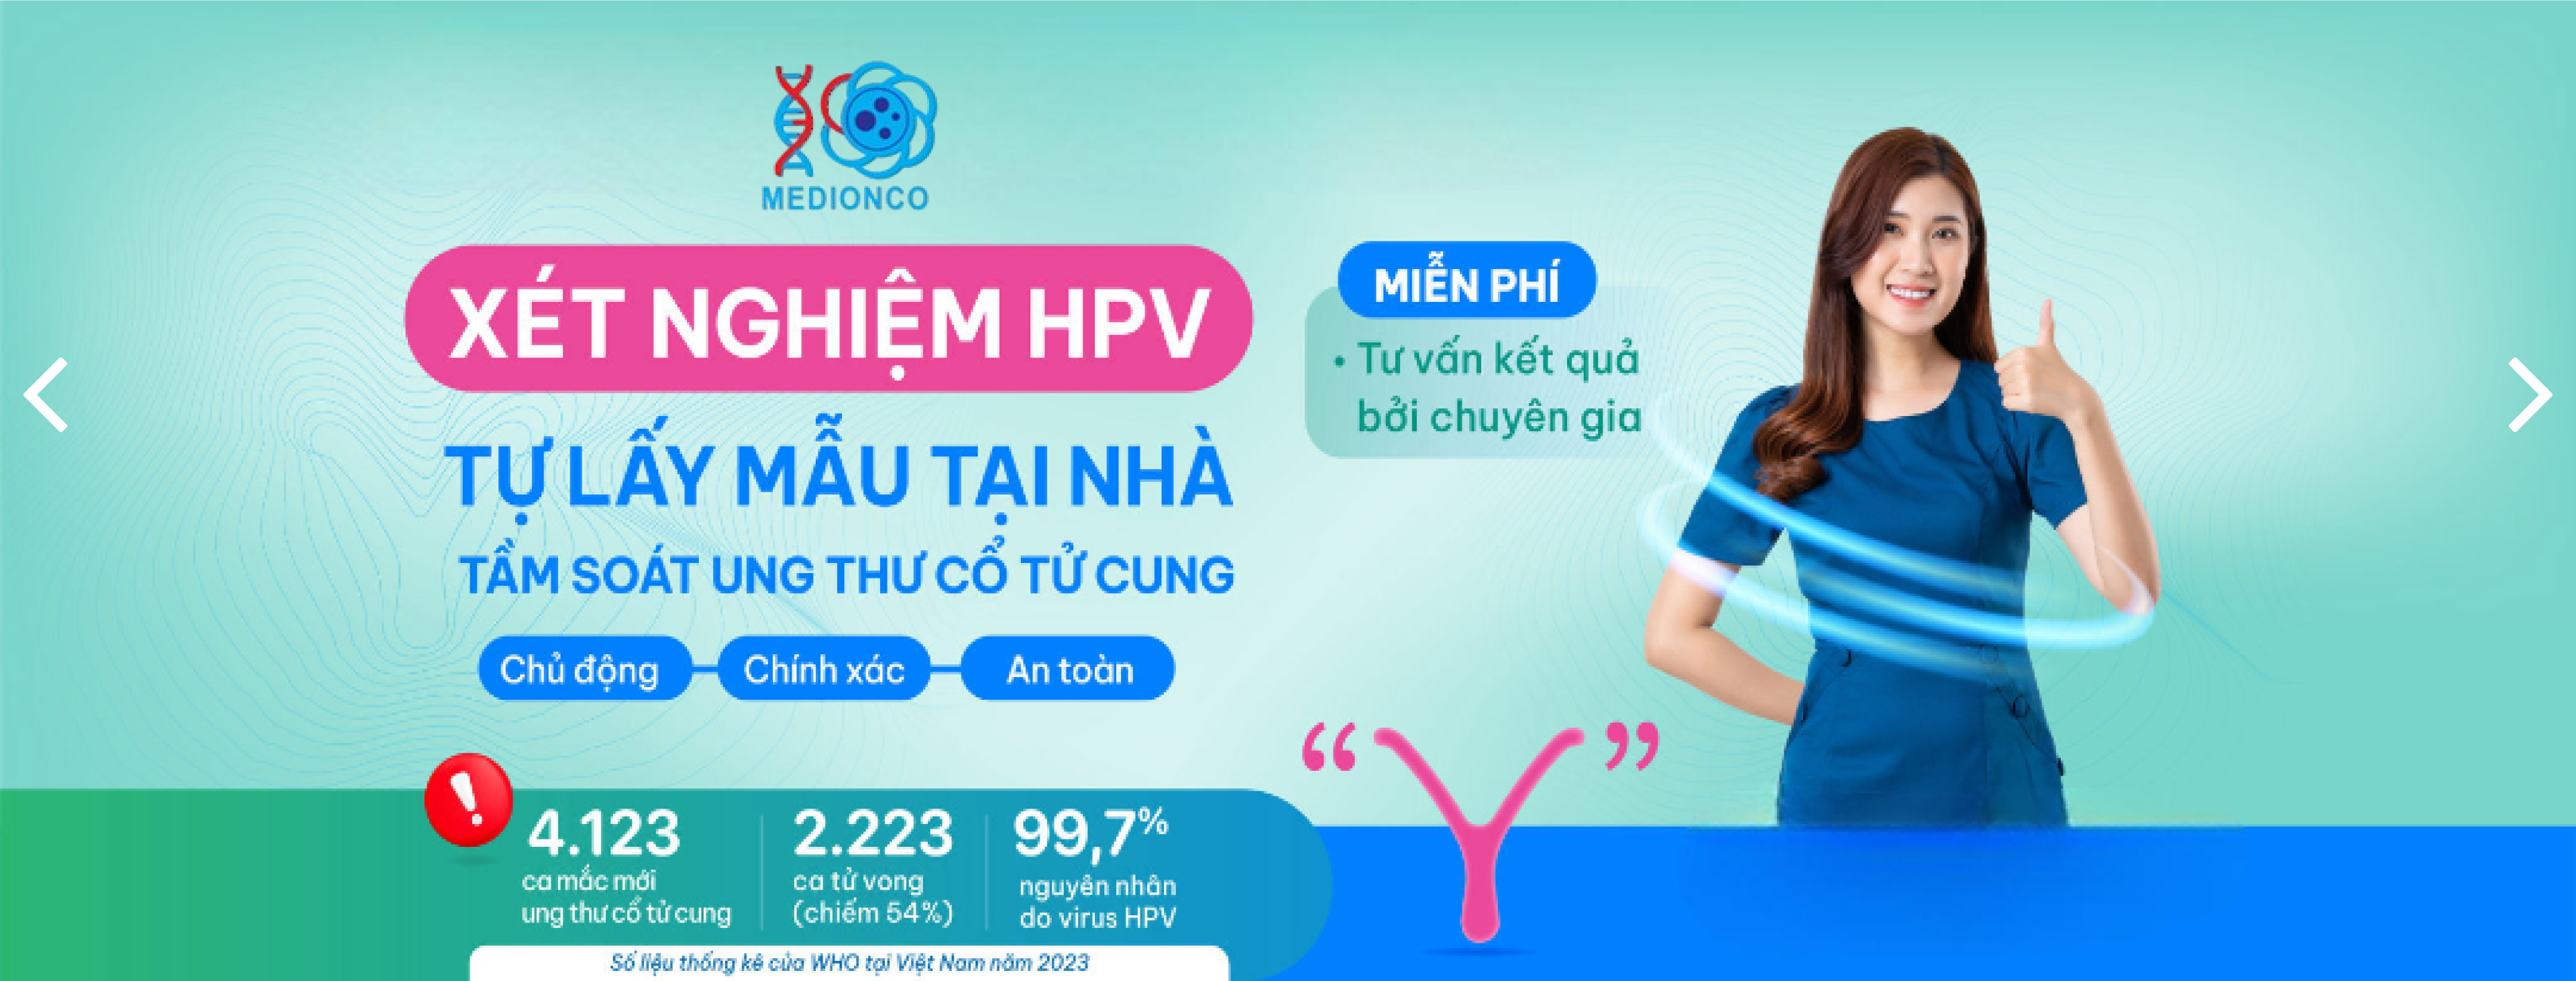 MEDIONCO
XÉT NGHIỆM HPV
TỰ LẤY MẪU TẠI NHÀ
TẦM SOÁT UNG THƯ CỔ TỬ CUNG
Chủ động
Chính xác
An toàn
MIỄN PHÍ
• Tư vấn kết quả
bởi chuyên gia
“ Y ”
4.123
ca mắc mới
ung thư cổ tử cung
2.223
ca tử vong
(chiếm 54%)
99,7%
nguyên nhân
do virus HPV
Số liệu thống kê của WHO tại Việt Nam năm 2023